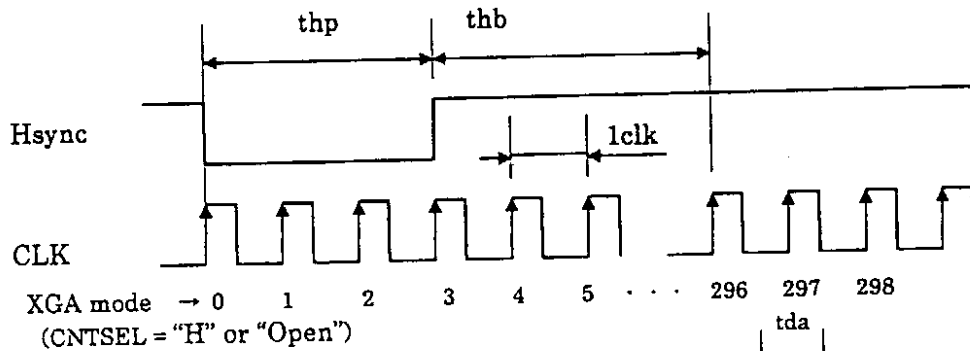 thp thb
Hsync
1clk
CLK
XGA mode → 0 1 2 3 4 5 · · · · 296 297 298
(CNTSEL = “H” or “Open”)
tda